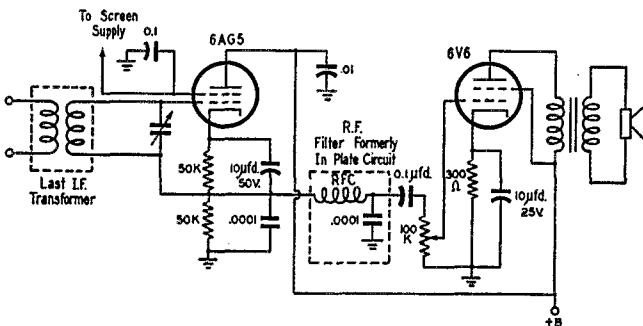 To Screen
Supply
0.1
6AG5
.01
6V6
Last I.F.
Transformer
50K
10µfd.
50V.
50K
.0001
R.F.
Filter Formerly
In Plate Circuit
RFC
.0001
0.1µfd.
100
K
300
Ω
10µfd.
25V.
+B